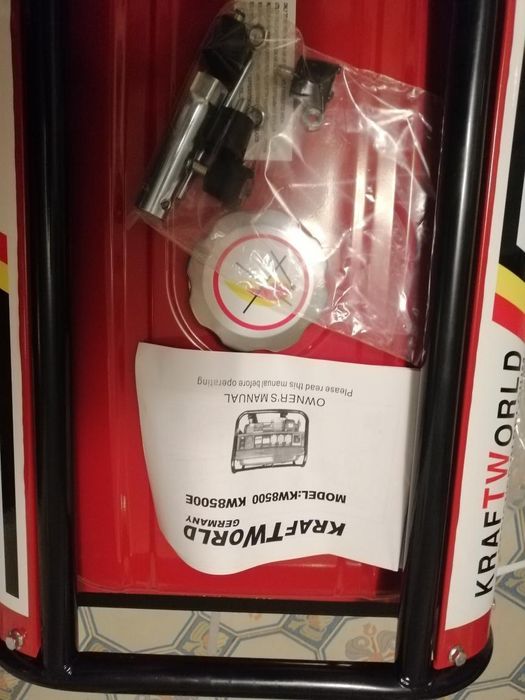 KRAFTWORLD
GERMANY
MODEL:KW8500 KW8500E
OWNER'S MANUAL
Please read this manual before operating
KRAFTWORLD